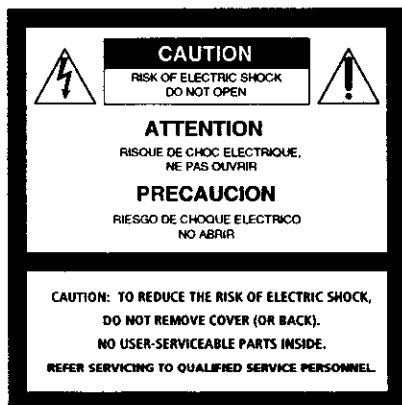 CAUTION
RISK OF ELECTRIC SHOCK
DO NOT OPEN
ATTENTION
RISQUE DE CHOC ELECTRIQUE,
NE PAS OUVRIR
PRECAUCION
RIESGO DE CHOQUE ELECTRICO
NO ABRIR
CAUTION: TO REDUCE THE RISK OF ELECTRIC SHOCK,
DO NOT REMOVE COVER (OR BACK).
NO USER-SERVICEABLE PARTS INSIDE.
REFER SERVICING TO QUALIFIED SERVICE PERSONNEL.